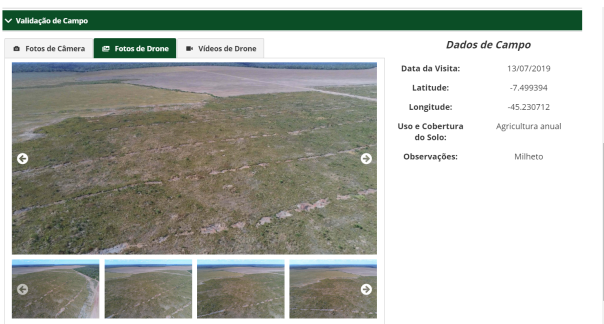 Validação de Campo
Fotos de Câmera
Fotos de Drone
Vídeos de Drone
Dados de Campo
Data da Visita: 13/07/2019
Latitude: -7.499394
Longitude: -45.230712
Uso e Cobertura Agricultura anual
do Solo:
Observações: Milheto